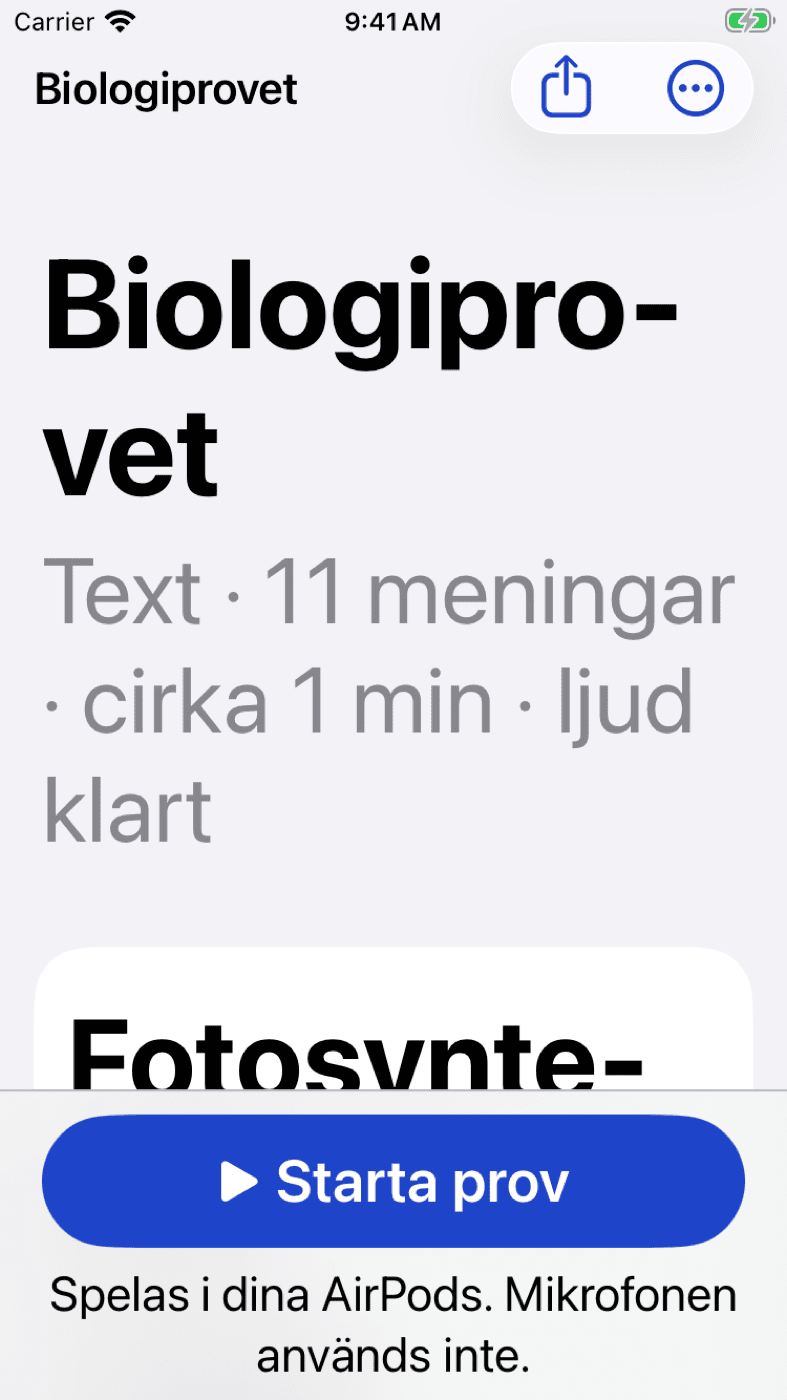 Carrier 9:41 AM
Biologiprovet
Biologipro-
vet
Text · 11 meningar
· cirka 1 min · ljud
klart
Fotosynte-
Starta prov
Spelas i dina AirPods. Mikrofonen
används inte.